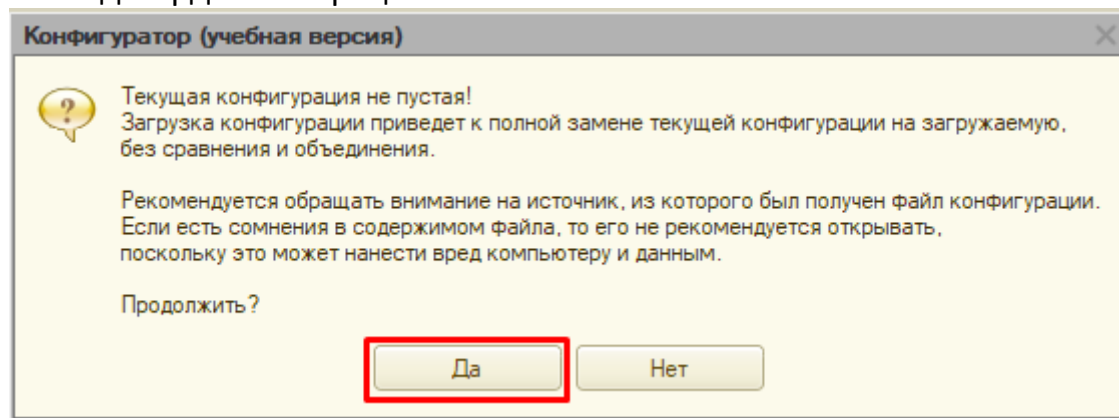 Конфигуратор (учебная версия)
Текущая конфигурация не пустая!
Загрузка конфигурации приведет к полной замене текущей конфигурации на загружаемую,
без сравнения и объединения.
Рекомендуется обращать внимание на источник, из которого был получен файл конфигурации.
Если есть сомнения в содержимом файла, то его не рекомендуется открывать,
поскольку это может нанести вред компьютеру и данным.
Продолжить?
Да
Нет